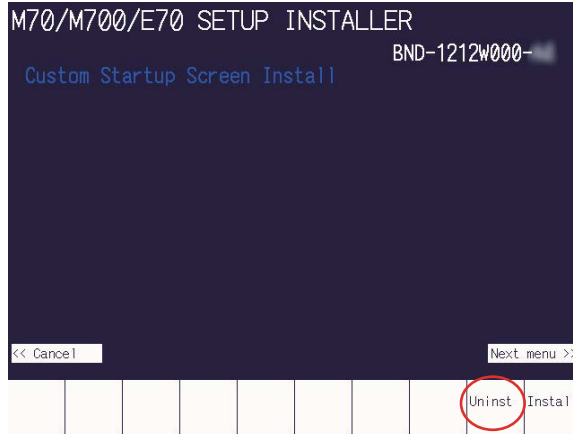 M70/M700/E70 SETUP INSTALLER
BND-1212W000-
Custom Startup Screen Install
<< Cancel
Next menu >>
Uninst Instal